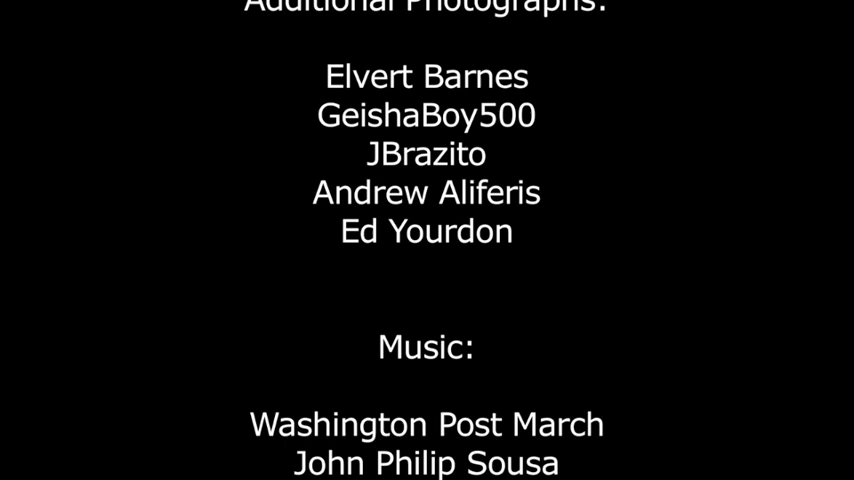 Additional Photographs:
Elvert Barnes
GeishaBoy500
JBrazito
Andrew Aliferis
Ed Yourdon
Music:
Washington Post March
John Philip Sousa